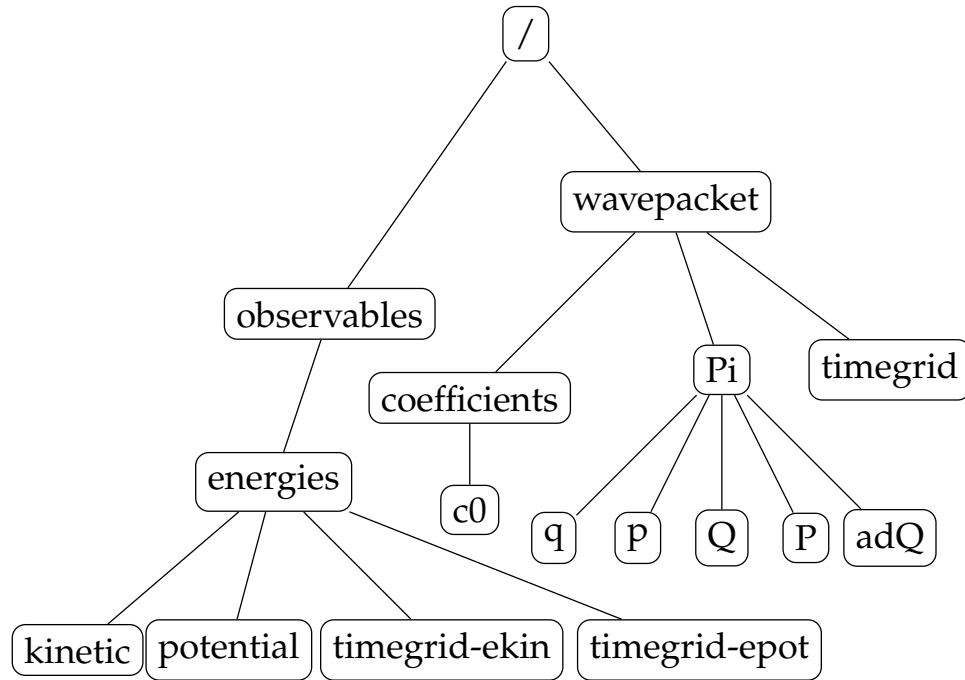 /
wavepacket
observables
coefficients
Pi
timegrid
energies
c0
q
p
Q
P
adQ
kinetic
potential
timegrid-ekin
timegrid-epot